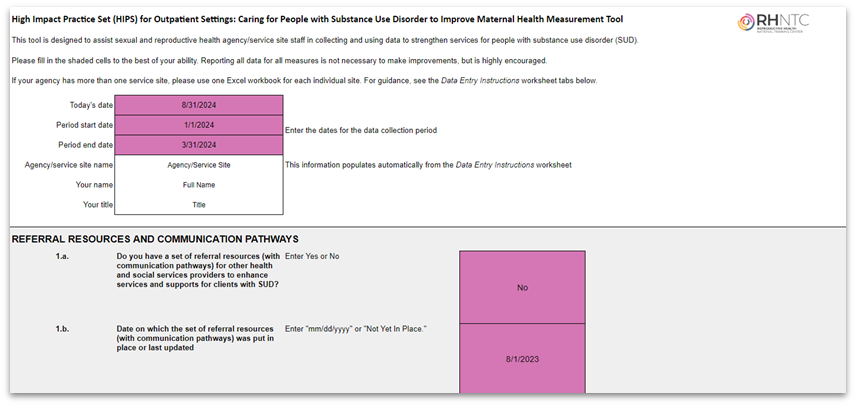 High Impact Practice Set (HIPS) for Outpatient Settings: Caring for People with Substance Use Disorder to Improve Maternal Health Measurement Tool
RHNTC
REPRODUCTIVE HEALTH
NATIONAL TRAINING CENTER
This tool is designed to assist sexual and reproductive health agency/service site staff in collecting and using data to strengthen services for people with substance use disorder (SUD).
Please fill in the shaded cells to the best of your ability. Reporting all data for all measures is not necessary to make improvements, but is highly encouraged.
If your agency has more than one service site, please use one Excel workbook for each individual site. For guidance, see the Data Entry Instructions worksheet tabs below.
Today's date 8/31/2024
Period start date 1/1/2024
Enter the dates for the data collection period
Period end date 3/31/2024
Agency/service site name Agency/Service Site This information populates automatically from the Data Entry Instructions worksheet
Your name Full Name
Your title Title
REFERRAL RESOURCES AND COMMUNICATION PATHWAYS
1.a. Do you have a set of referral resources (with Enter Yes or No
communication pathways) for other health
and social services providers to enhance
services and supports for clients with SUD?
No
1.b. Date on which the set of referral resources Enter "mm/dd/yyyy" or "Not Yet In Place."
(with communication pathways) was put in
place or last updated
8/1/2023